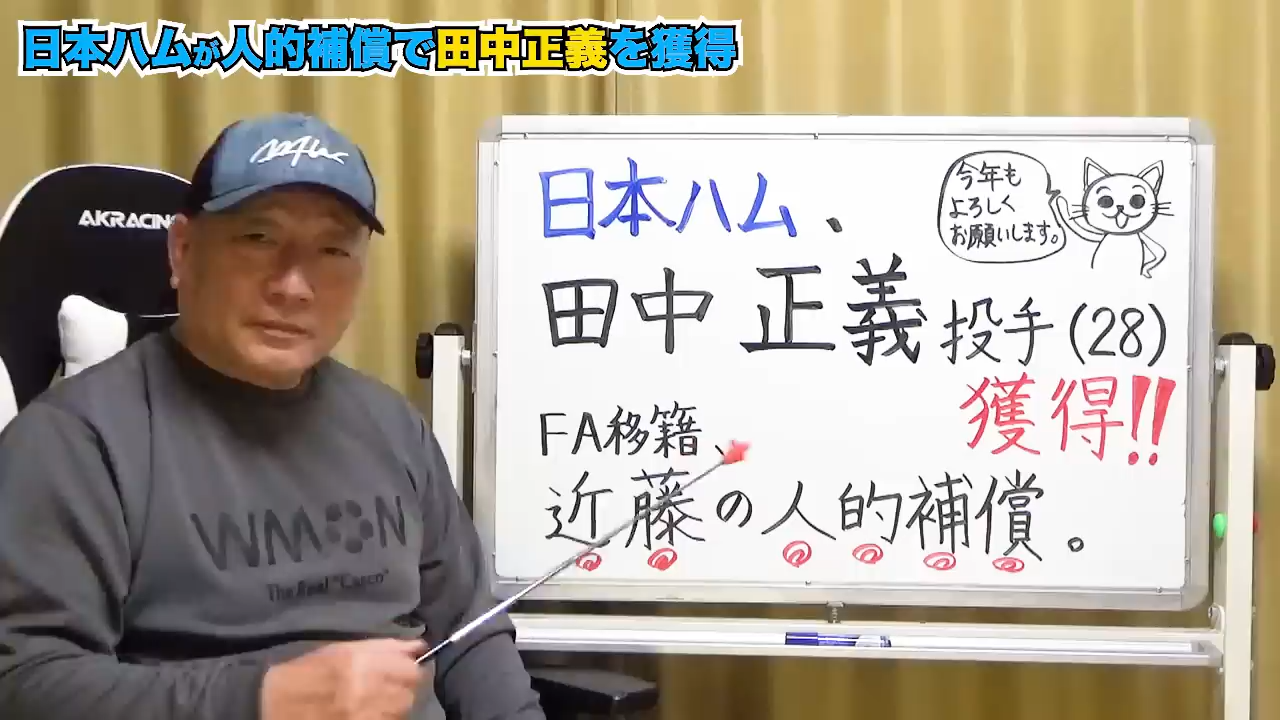 日本ハムが人的補償で田中正義を獲得
AKRACING
WMON
The Real "Career"
日本ハム、
田中 正義 投手(28)
獲得!!
FA移籍、
近藤の人的補償。
今年も
よろしく
お願いします。